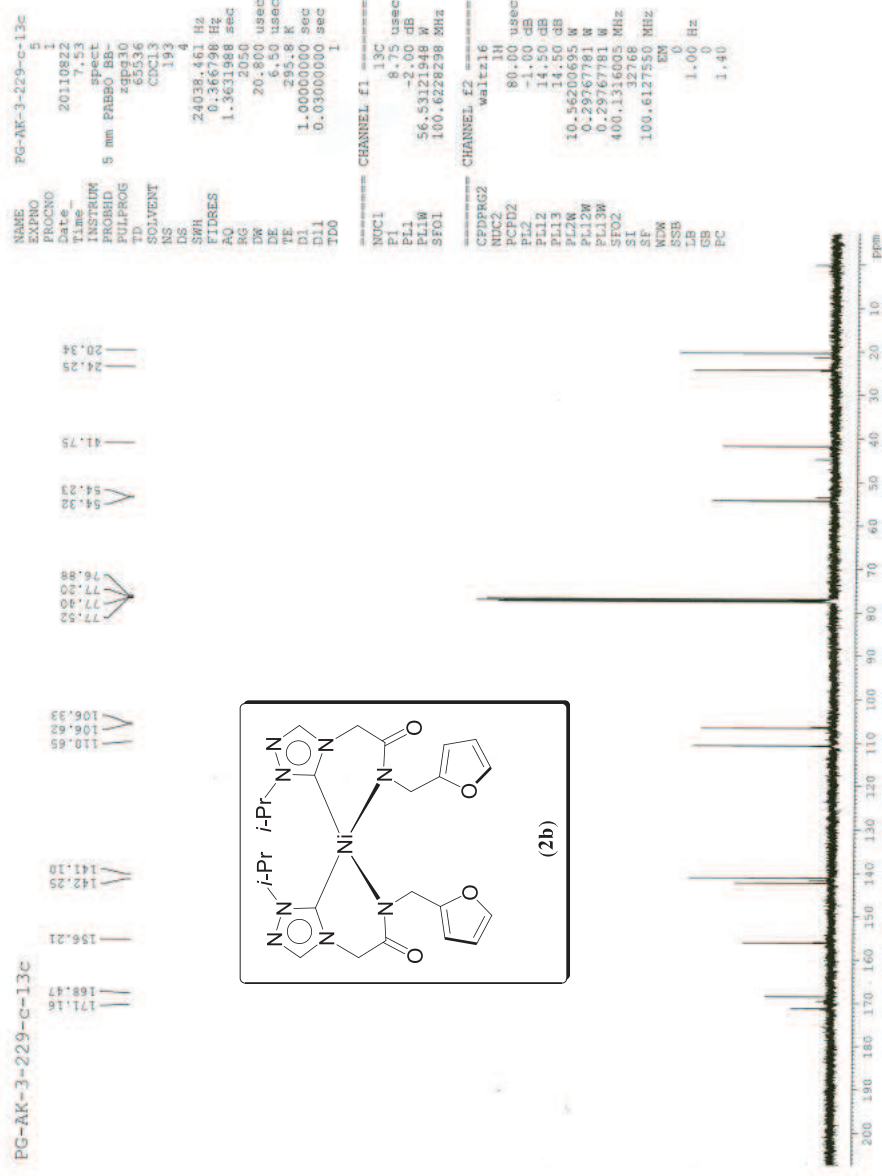 PG-AK-3-229-c-13c
171.16
168.47
156.21
142.25
141.10
110.65
106.62
106.33
77.52
77.40
77.20
76.88
54.32
54.23
41.75
24.25
20.34
NAME PG-AK-3-229-c-13c
EXPNO 5
PROCNO 1
Date_ 20110822
Time 7.53
INSTRUM spect
PROBHD 5 mm PABBO BB-
PULPROG zgpg30
TD 65536
SOLVENT CDCl3
NS 193
DS 4
SWH 24038.461 Hz
FIDRES 0.366798 Hz
AQ 1.3631988 sec
RG 2050
DW 20.800 usec
DE 6.50 usec
TE 295.8 K
D1 1.00000000 sec
D11 0.03000000 sec
TD0 1
======== CHANNEL f1 ========
NUC1 13C
P1 8.75 usec
PL1 -2.00 dB
PL1W 56.53121948 W
SFO1 100.6228298 MHz
======== CHANNEL f2 ========
CPDPRG2 waltz16
NUC2 1H
PCPD2 80.00 usec
PL2 -1.00 dB
PL12 14.50 dB
PL13 14.50 dB
PL2W 10.56200695 W
PL12W 0.29767781 W
PL13W 0.29767781 W
SFO2 400.1316005 MHz
SI 32768
SF 100.6127550 MHz
WDW EM
SSB 0
LB 1.00 Hz
GB 0
PC 1.40
i-Pr i-Pr
N N N N
N N
Ni
N N
O O
O O
(2b)
200 190 180 170 160 150 140 130 120 110 100 90 80 70 60 50 40 30 20 10 ppm